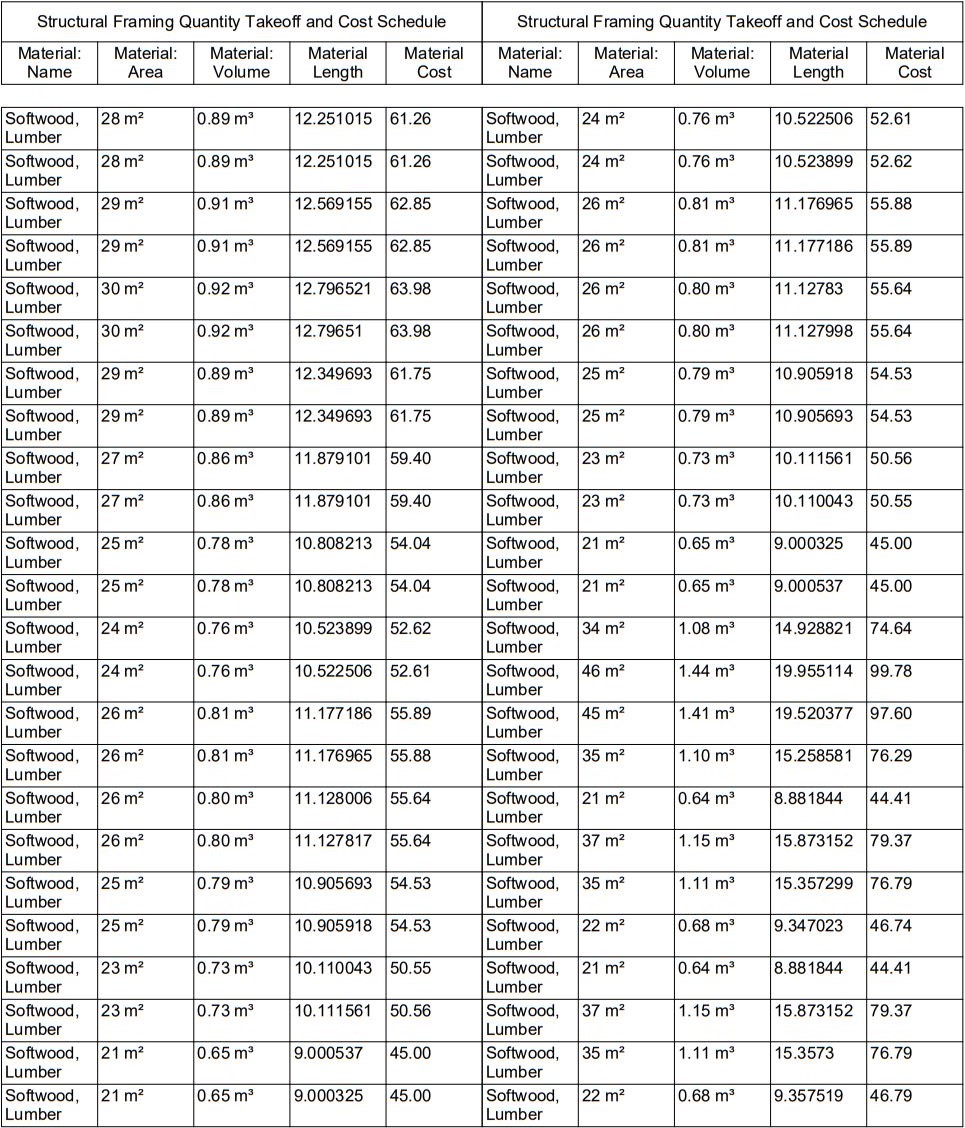 Structural Framing Quantity Takeoff and Cost Schedule Structural Framing Quantity Takeoff and Cost Schedule
Material: Material: Material: Material Material Material: Material: Material: Material Material
Name Area Volume Length Cost Name Area Volume Length Cost
Softwood, 28 m² 0.89 m³ 12.251015 61.26 Softwood, 24 m² 0.76 m³ 10.522506 52.61
Lumber Lumber
Softwood, 28 m² 0.89 m³ 12.251015 61.26 Softwood, 24 m² 0.76 m³ 10.523899 52.62
Lumber Lumber
Softwood, 29 m² 0.91 m³ 12.569155 62.85 Softwood, 26 m² 0.81 m³ 11.176965 55.88
Lumber Lumber
Softwood, 29 m² 0.91 m³ 12.569155 62.85 Softwood, 26 m² 0.81 m³ 11.177186 55.89
Lumber Lumber
Softwood, 30 m² 0.92 m³ 12.796521 63.98 Softwood, 26 m² 0.80 m³ 11.12783 55.64
Lumber Lumber
Softwood, 30 m² 0.92 m³ 12.79651 63.98 Softwood, 26 m² 0.80 m³ 11.127998 55.64
Lumber Lumber
Softwood, 29 m² 0.89 m³ 12.349693 61.75 Softwood, 25 m² 0.79 m³ 10.905918 54.53
Lumber Lumber
Softwood, 29 m² 0.89 m³ 12.349693 61.75 Softwood, 25 m² 0.79 m³ 10.905693 54.53
Lumber Lumber
Softwood, 27 m² 0.86 m³ 11.879101 59.40 Softwood, 23 m² 0.73 m³ 10.111561 50.56
Lumber Lumber
Softwood, 27 m² 0.86 m³ 11.879101 59.40 Softwood, 23 m² 0.73 m³ 10.110043 50.55
Lumber Lumber
Softwood, 25 m² 0.78 m³ 10.808213 54.04 Softwood, 21 m² 0.65 m³ 9.000325 45.00
Lumber Lumber
Softwood, 25 m² 0.78 m³ 10.808213 54.04 Softwood, 21 m² 0.65 m³ 9.000537 45.00
Lumber Lumber
Softwood, 24 m² 0.76 m³ 10.523899 52.62 Softwood, 34 m² 1.08 m³ 14.928821 74.64
Lumber Lumber
Softwood, 24 m² 0.76 m³ 10.522506 52.61 Softwood, 46 m² 1.44 m³ 19.955114 99.78
Lumber Lumber
Softwood, 26 m² 0.81 m³ 11.177186 55.89 Softwood, 45 m² 1.41 m³ 19.520377 97.60
Lumber Lumber
Softwood, 26 m² 0.81 m³ 11.176965 55.88 Softwood, 35 m² 1.10 m³ 15.258581 76.29
Lumber Lumber
Softwood, 26 m² 0.80 m³ 11.128006 55.64 Softwood, 21 m² 0.64 m³ 8.881844 44.41
Lumber Lumber
Softwood, 26 m² 0.80 m³ 11.127817 55.64 Softwood, 37 m² 1.15 m³ 15.873152 79.37
Lumber Lumber
Softwood, 25 m² 0.79 m³ 10.905693 54.53 Softwood, 35 m² 1.11 m³ 15.357299 76.79
Lumber Lumber
Softwood, 25 m² 0.79 m³ 10.905918 54.53 Softwood, 22 m² 0.68 m³ 9.347023 46.74
Lumber Lumber
Softwood, 23 m² 0.73 m³ 10.110043 50.55 Softwood, 21 m² 0.64 m³ 8.881844 44.41
Lumber Lumber
Softwood, 23 m² 0.73 m³ 10.111561 50.56 Softwood, 37 m² 1.15 m³ 15.873152 79.37
Lumber Lumber
Softwood, 21 m² 0.65 m³ 9.000537 45.00 Softwood, 35 m² 1.11 m³ 15.3573 76.79
Lumber Lumber
Softwood, 21 m² 0.65 m³ 9.000325 45.00 Softwood, 22 m² 0.68 m³ 9.357519 46.79
Lumber Lumber